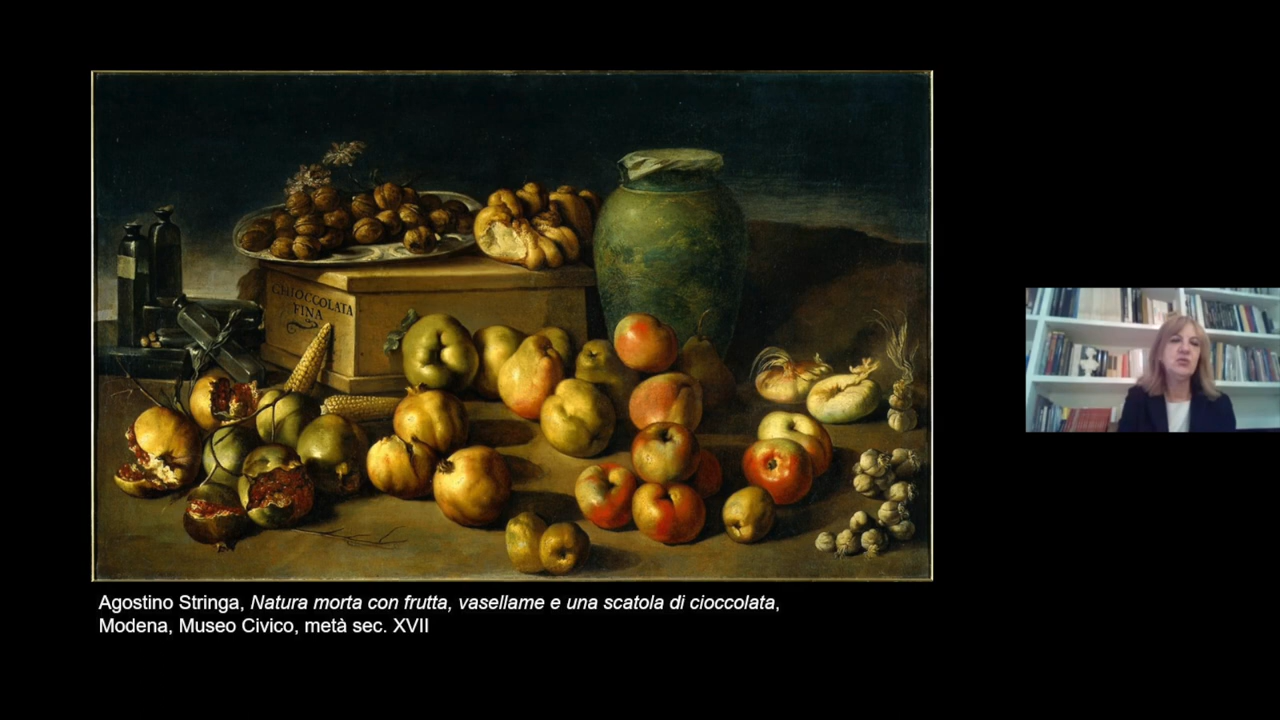 CHIOCCOLATA
FINA
Agostino Stringa, Natura morta con frutta, vasellame e una scatola di cioccolata,
Modena, Museo Civico, metà sec. XVII